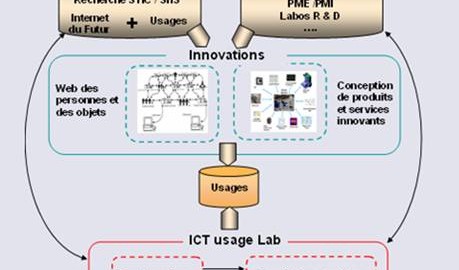 Recherche STIC / SHS
Internet
du Futur
+
Usages
PME /PMI
Labos R & D
....
Innovations
Web des
personnes et
des objets
Conception
de produits
et services
innovants
Usages
ICT usage Lab